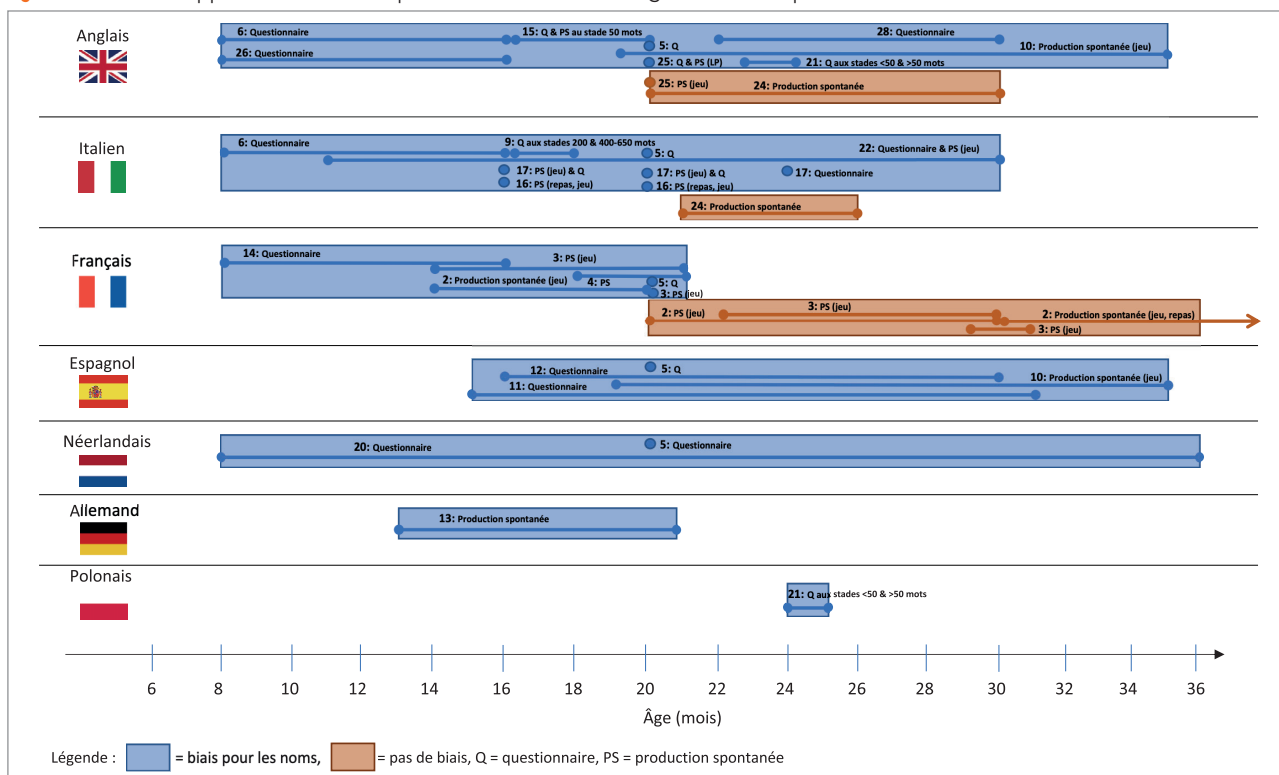 Anglais
6: Questionnaire
15: Q & PS au stade 50 mots
5: Q
28: Questionnaire
10: Production spontanée (jeu)
26: Questionnaire
25: Q & PS (LP)
21: Q aux stades <50 & >50 mots
25: PS (jeu)
24: Production spontanée
Italien
6: Questionnaire
9: Q aux stades 200 & 400-650 mots
5: Q
22: Questionnaire & PS (jeu)
17: PS (jeu) & Q
17: PS (jeu) & Q
17: Questionnaire
16: PS (repas, jeu)
16: PS (repas, jeu)
24: Production spontanée
Français
14: Questionnaire
3: PS (jeu)
2: Production spontanée (jeu)
4: PS
5: Q
3: PS (jeu)
2: PS (jeu)
3: PS (jeu)
2: Production spontanée (jeu, repas)
3: PS (jeu)
Espagnol
12: Questionnaire
5: Q
11: Questionnaire
10: Production spontanée (jeu)
Néerlandais
20: Questionnaire
5: Questionnaire
Allemand
13: Production spontanée
Polonais
21: Q aux stades <50 & >50 mots
6 8 10 12 14 16 18 20 22 24 26 28 30 32 34 36
Âge (mois)
Légende : = biais pour les noms, = pas de biais, Q = questionnaire, PS = production spontanée